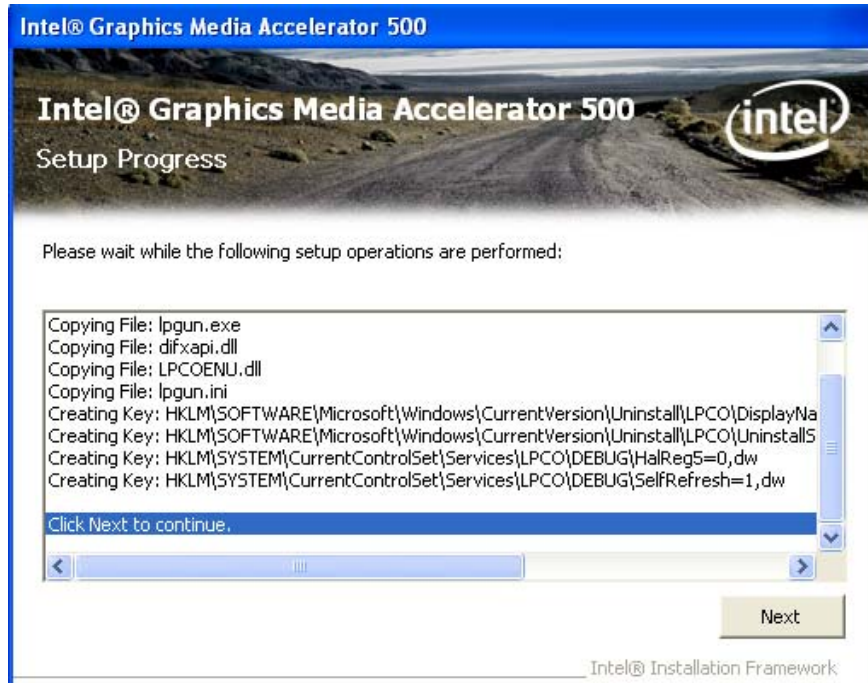 Intel® Graphics Media Accelerator 500
Intel® Graphics Media Accelerator 500
Setup Progress
intel
Please wait while the following setup operations are performed:
Copying File: lpgun.exe
Copying File: difxapi.dll
Copying File: LPCOENU.dll
Copying File: lpgun.ini
Creating Key: HKLM\SOFTWARE\Microsoft\Windows\CurrentVersion\Uninstall\LPCO\DisplayNa
Creating Key: HKLM\SOFTWARE\Microsoft\Windows\CurrentVersion\Uninstall\LPCO\UninstallS
Creating Key: HKLM\SYSTEM\CurrentControlSet\Services\LPCO\DEBUG\HalReg5=0,dw
Creating Key: HKLM\SYSTEM\CurrentControlSet\Services\LPCO\DEBUG\SelfRefresh=1,dw
Click Next to continue.
Next
Intel® Installation Framework